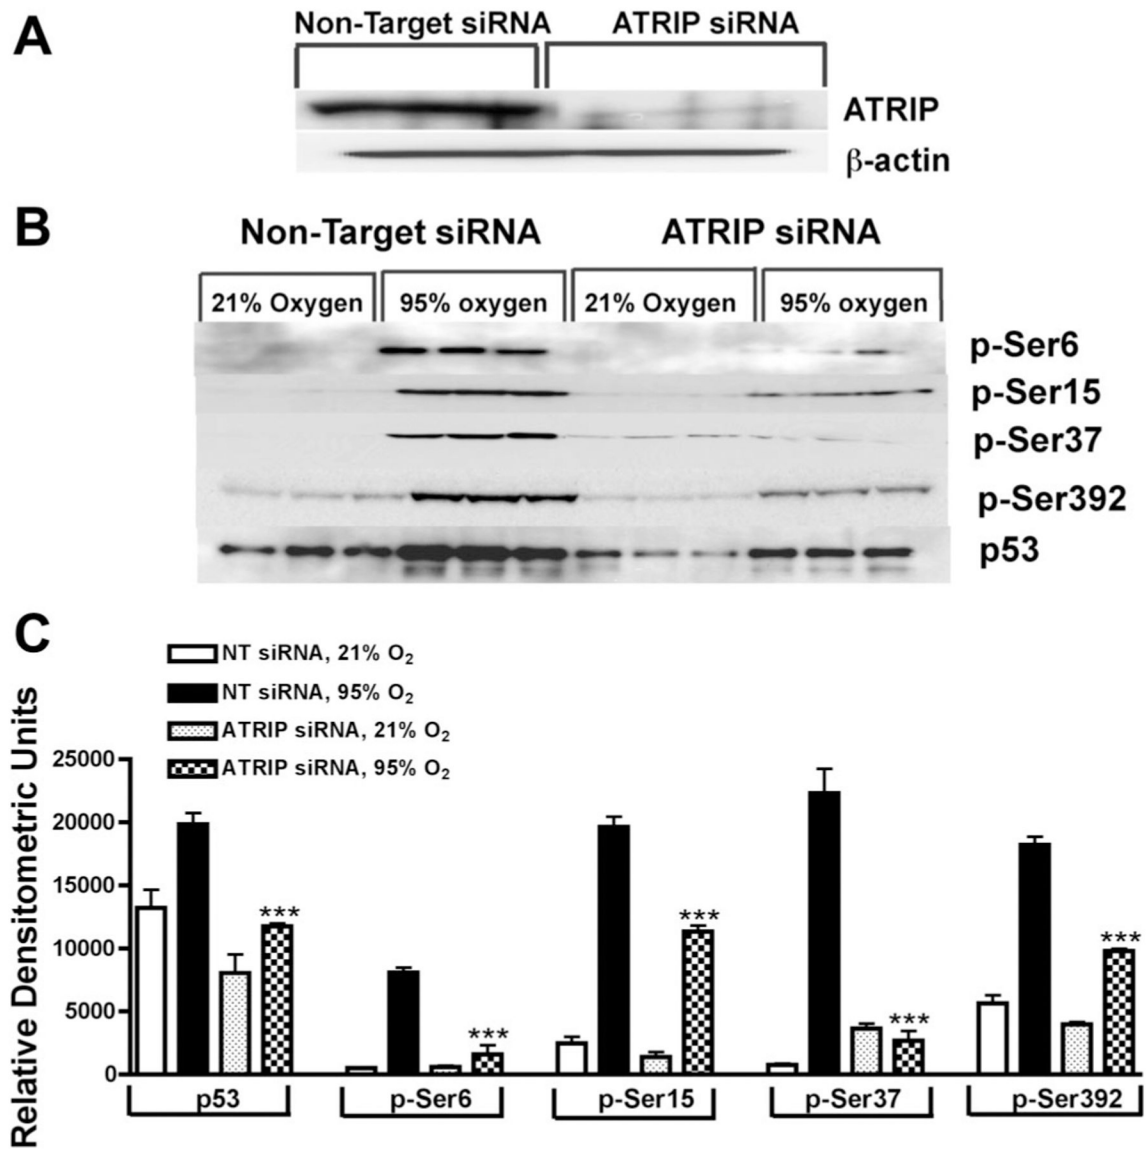 A
Non-Target siRNA ATRIP siRNA
ATRIP
β-actin
B
Non-Target siRNA ATRIP siRNA
21% Oxygen 95% oxygen 21% Oxygen 95% oxygen
p-Ser6
p-Ser15
p-Ser37
p-Ser392
p53
C
NT siRNA, 21% O₂
NT siRNA, 95% O₂
ATRIP siRNA, 21% O₂
ATRIP siRNA, 95% O₂
Relative Densitometric Units
25000
20000
15000
10000
5000
0
*** *** *** *** ***
p53 p-Ser6 p-Ser15 p-Ser37 p-Ser392